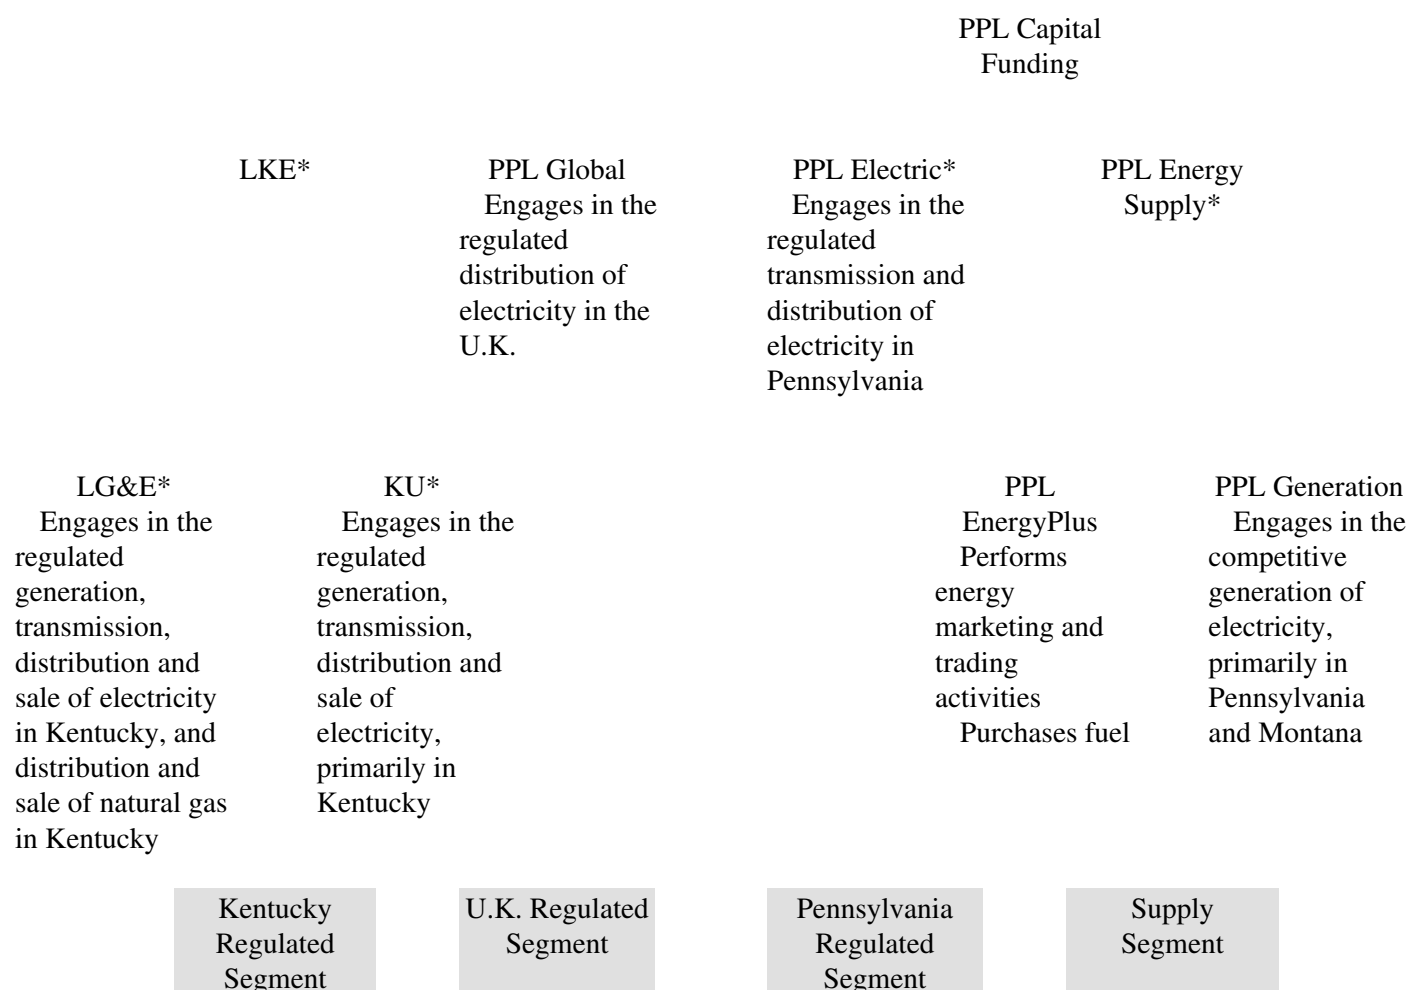 PPL Capital
Funding
LKE*
PPL Global
Engages in the
regulated
distribution of
electricity in the
U.K.
PPL Electric*
Engages in the
regulated
transmission and
distribution of
electricity in
Pennsylvania
PPL Energy
Supply*
LG&E*
Engages in the
regulated
generation,
transmission,
distribution and
sale of electricity
in Kentucky, and
distribution and
sale of natural gas
in Kentucky
KU*
Engages in the
regulated
generation,
transmission,
distribution and
sale of
electricity,
primarily in
Kentucky
PPL
EnergyPlus
Performs
energy
marketing and
trading
activities
Purchases fuel
PPL Generation
Engages in the
competitive
generation of
electricity,
primarily in
Pennsylvania
and Montana
Kentucky
Regulated
Segment
U.K. Regulated
Segment
Pennsylvania
Regulated
Segment
Supply
Segment